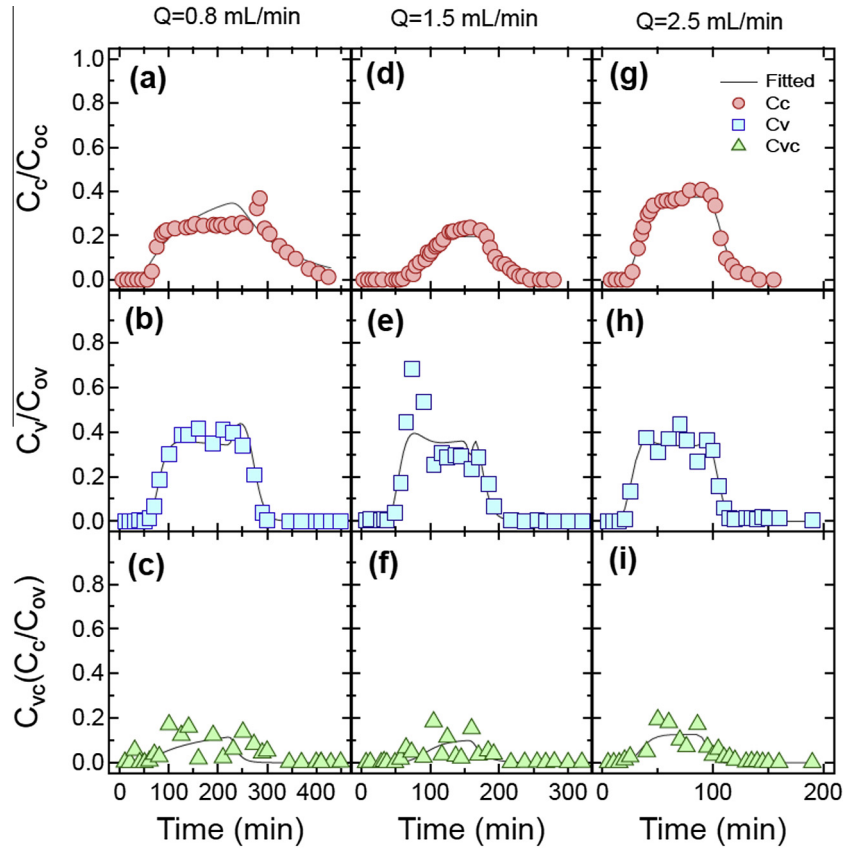 Q=0.8 mL/min Q=1.5 mL/min Q=2.5 mL/min
(a) (d) (g)
Fitted
Cc
Cv
Cvc
1.0
0.8
0.6
0.4
0.2
0.0
Cc/Coc
(b) (e) (h)
0.8
0.6
0.4
0.2
0.0
Cv/Cov
(c) (f) (i)
0.8
0.6
0.4
0.2
0.0
Cvc(Cc/Cov)
0 100 200 300 400 0 100 200 300 0 100 200
Time (min) Time (min) Time (min)